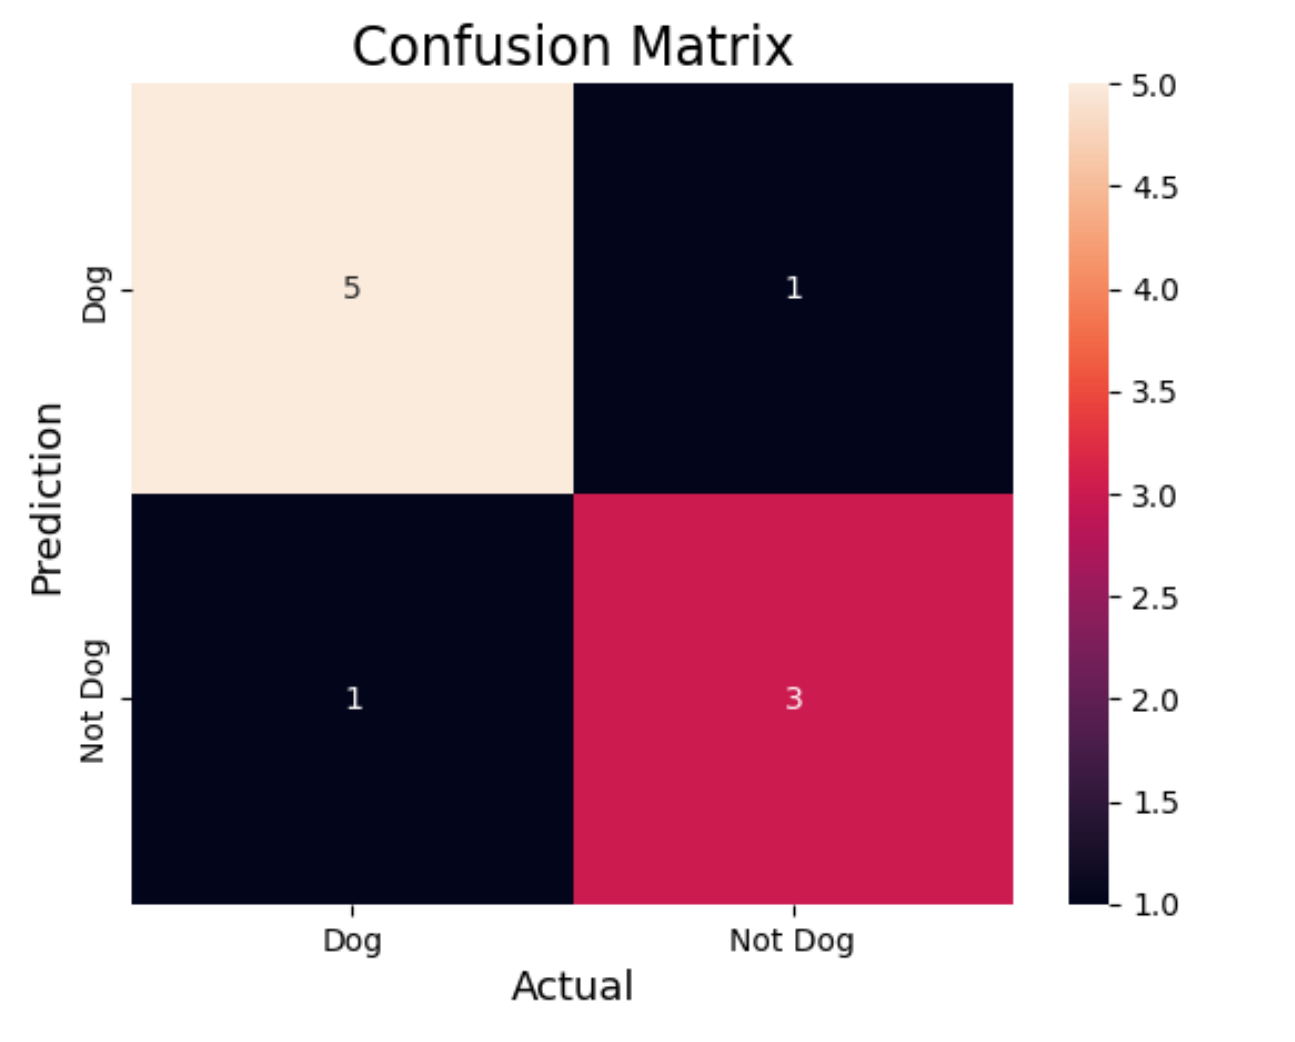 Confusion Matrix
5.0
4.5
Dog
5
1
4.0
3.5
Prediction
3.0
2.5
Not Dog
1
3
2.0
1.5
1.0
Dog
Not Dog
Actual